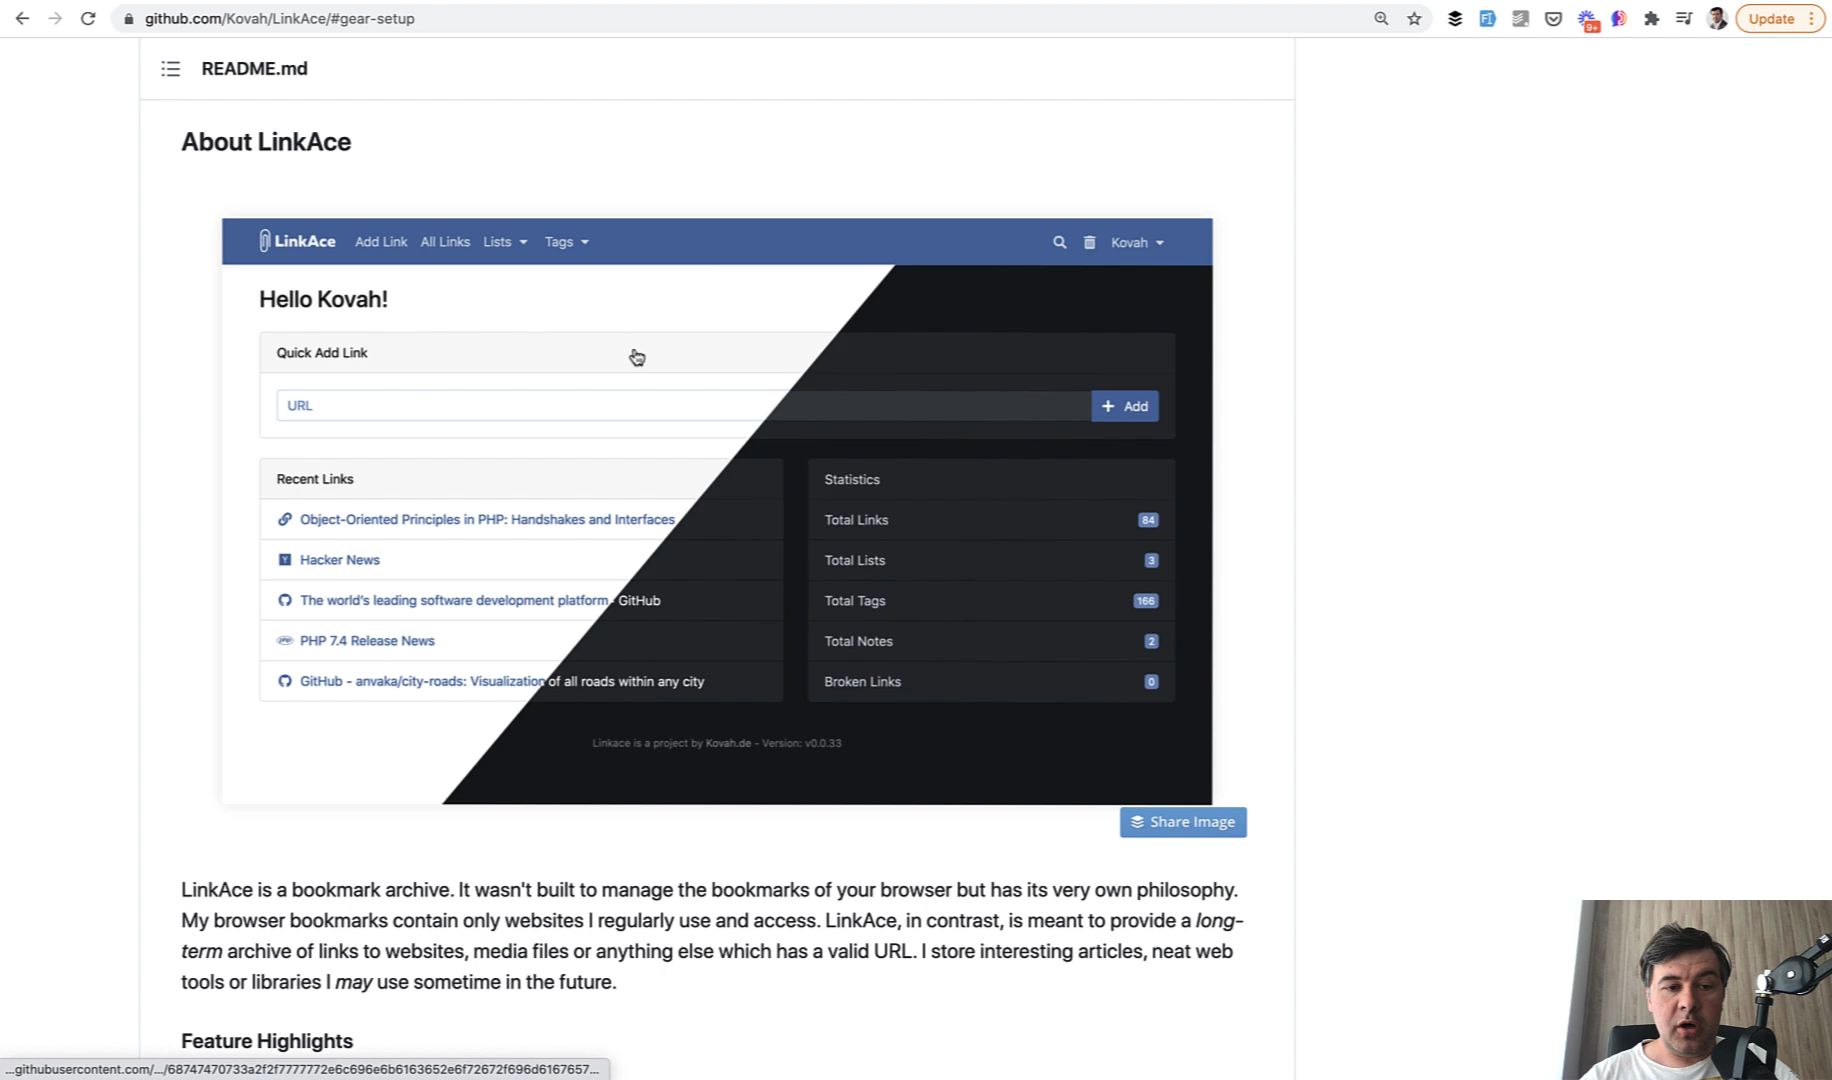 github.com/Kovah/LinkAce/#gear-setup
9+
Update
README.md
About LinkAce
LinkAce Add Link All Links Lists Tags Kovah
Hello Kovah!
Quick Add Link
URL
+ Add
Recent Links
Object-Oriented Principles in PHP: Handshakes and Interfaces
Hacker News
The world's leading software development platform - GitHub
PHP 7.4 Release News
GitHub - anvaka/city-roads: Visualization of all roads within any city
Statistics
Total Links 84
Total Lists 3
Total Tags 166
Total Notes 2
Broken Links 0
Linkace is a project by Kovah.de - Version: v0.0.33
Share Image
LinkAce is a bookmark archive. It wasn't built to manage the bookmarks of your browser but has its very own philosophy.
My browser bookmarks contain only websites I regularly use and access. LinkAce, in contrast, is meant to provide a long-
term archive of links to websites, media files or anything else which has a valid URL. I store interesting articles, neat web
tools or libraries I may use sometime in the future.
Feature Highlights